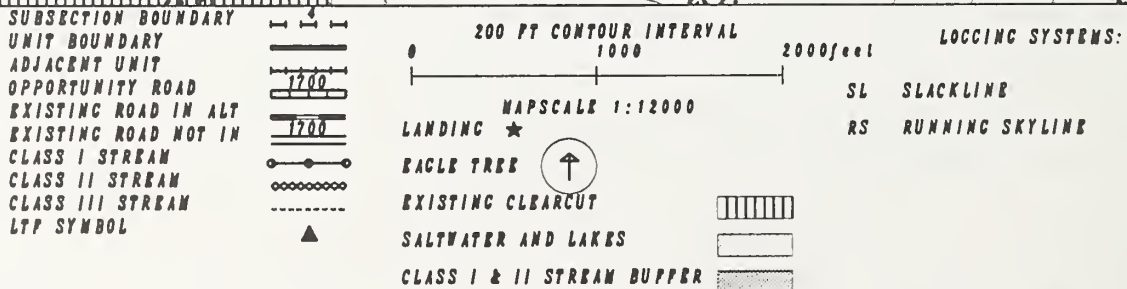 SUBSECTION BOUNDARY 4
UNIT BOUNDARY
ADJACENT UNIT
OPPORTUNITY ROAD 1700
EXISTING ROAD IN ALT
EXISTING ROAD NOT IN 1700
CLASS I STREAM
CLASS II STREAM
CLASS III STREAM
LTF SYMBOL
200 FT CONTOUR INTERVAL
0 1000 2000feet
MAPSCALE 1:12000
LANDING
EAGLE TREE
EXISTING CLEARCUT
SALTWATER AND LAKES
CLASS I & II STREAM BUFFER
LOGGING SYSTEMS:
SL SLACKLINE
RS RUNNING SKYLINE